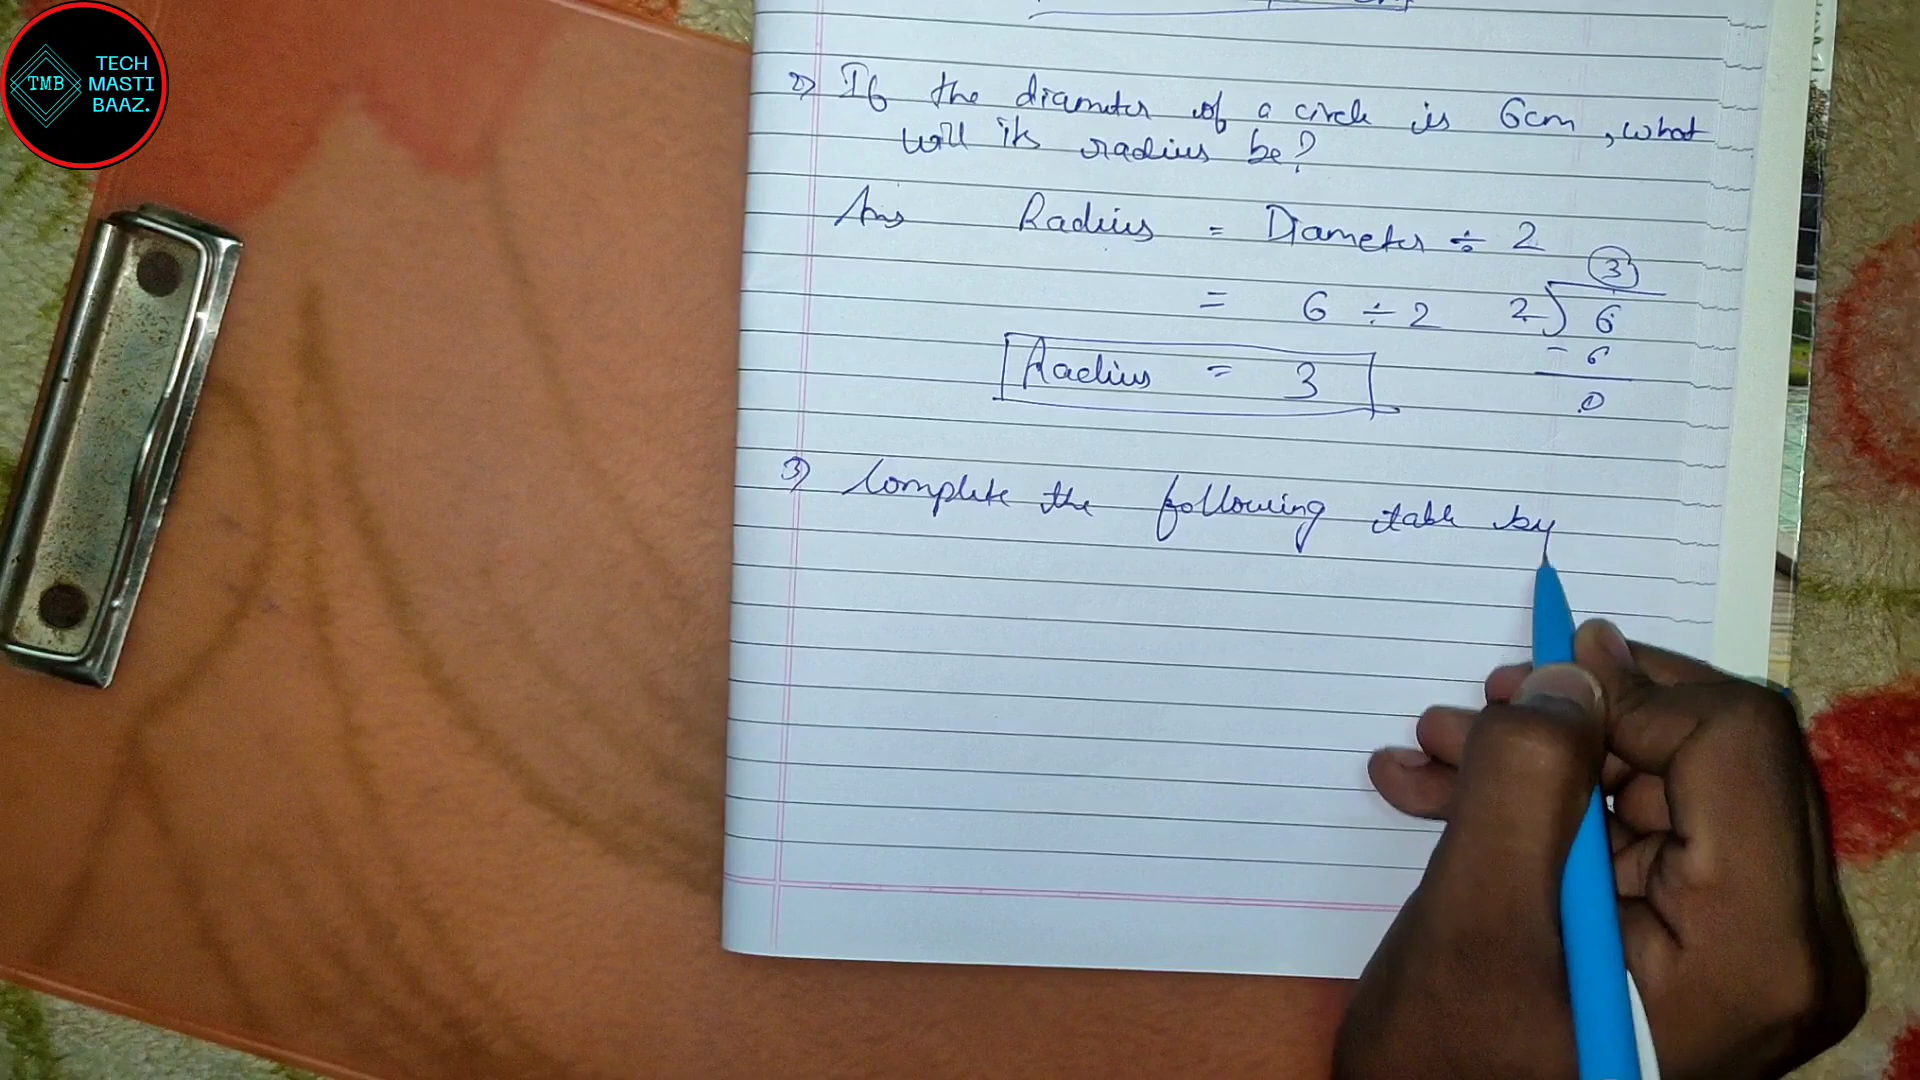 TMB
TECH
MASTI
BAAZ.
2) If the diameter of a circle is 6cm, what
will its radius be?
Ans Radius = Diameter ÷ 2
= 6 ÷ 2
3
2) 6
- 6
0
Radius = 3
3) Complete the following table by